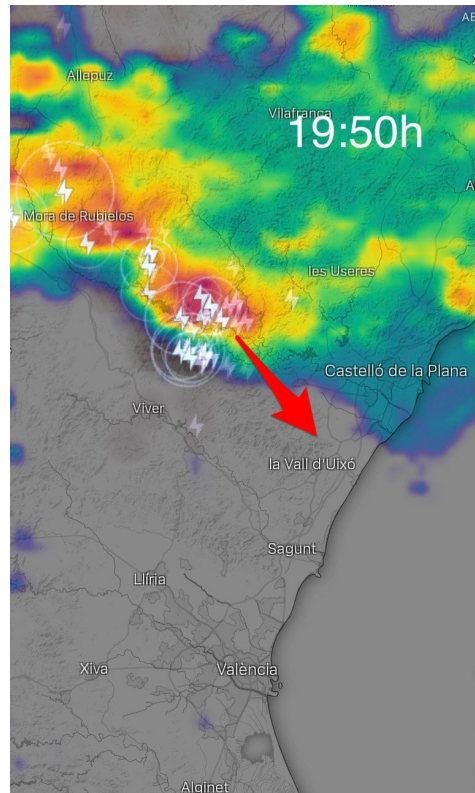 AE
Allepuz
Vilafranca
19:50h
A
Mora de Rubielos
les Useres
Castelló de la Plana
Viver
la Vall d'Uixó
Sagunt
Llíria
Xiva
València
Alginet